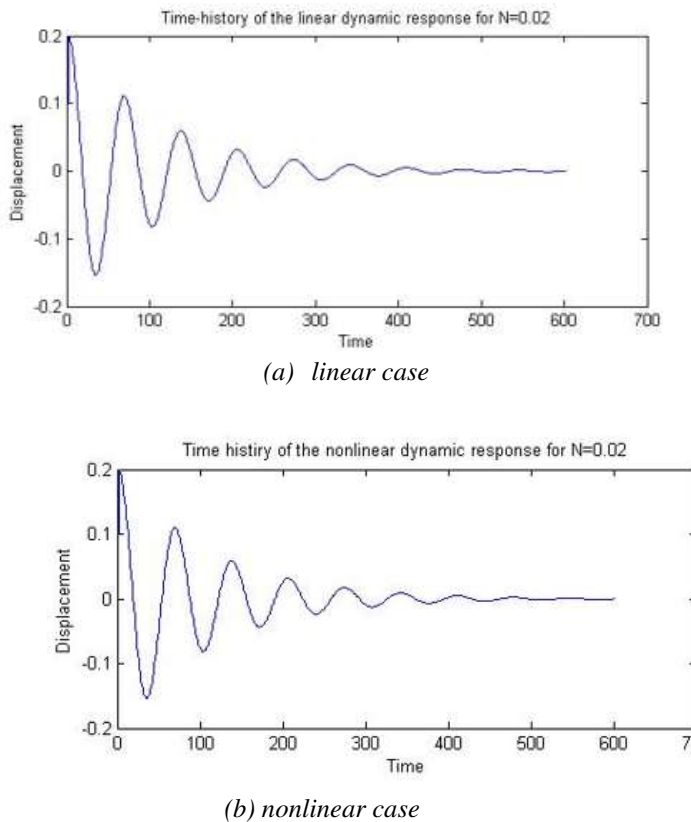 Time-history of the linear dynamic response for N=0.02
0.2
0.1
0
-0.1
-0.2
Displacement
0 100 200 300 400 500 600 700
Time
(a) linear case
Time histiry of the nonlinear dynamic response for N=0.02
0.2
0.1
0
-0.1
-0.2
Displacement
0 100 200 300 400 500 600 7
Time
(b) nonlinear case